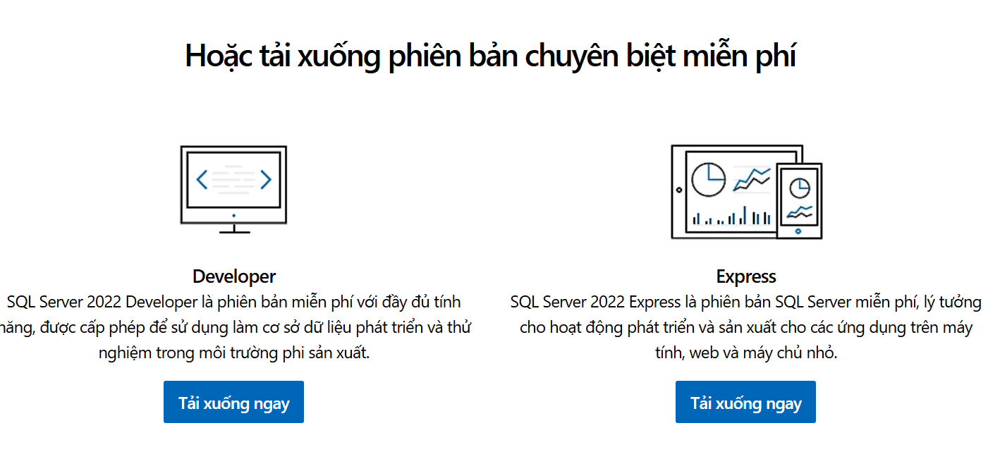 Hoặc tải xuống phiên bản chuyên biệt miễn phí
Developer
SQL Server 2022 Developer là phiên bản miễn phí với đầy đủ tính
năng, được cấp phép để sử dụng làm cơ sở dữ liệu phát triển và thử
nghiệm trong môi trường phi sản xuất.
Tải xuống ngay
Express
SQL Server 2022 Express là phiên bản SQL Server miễn phí, lý tưởng
cho hoạt động phát triển và sản xuất cho các ứng dụng trên máy
tính, web và máy chủ nhỏ.
Tải xuống ngay